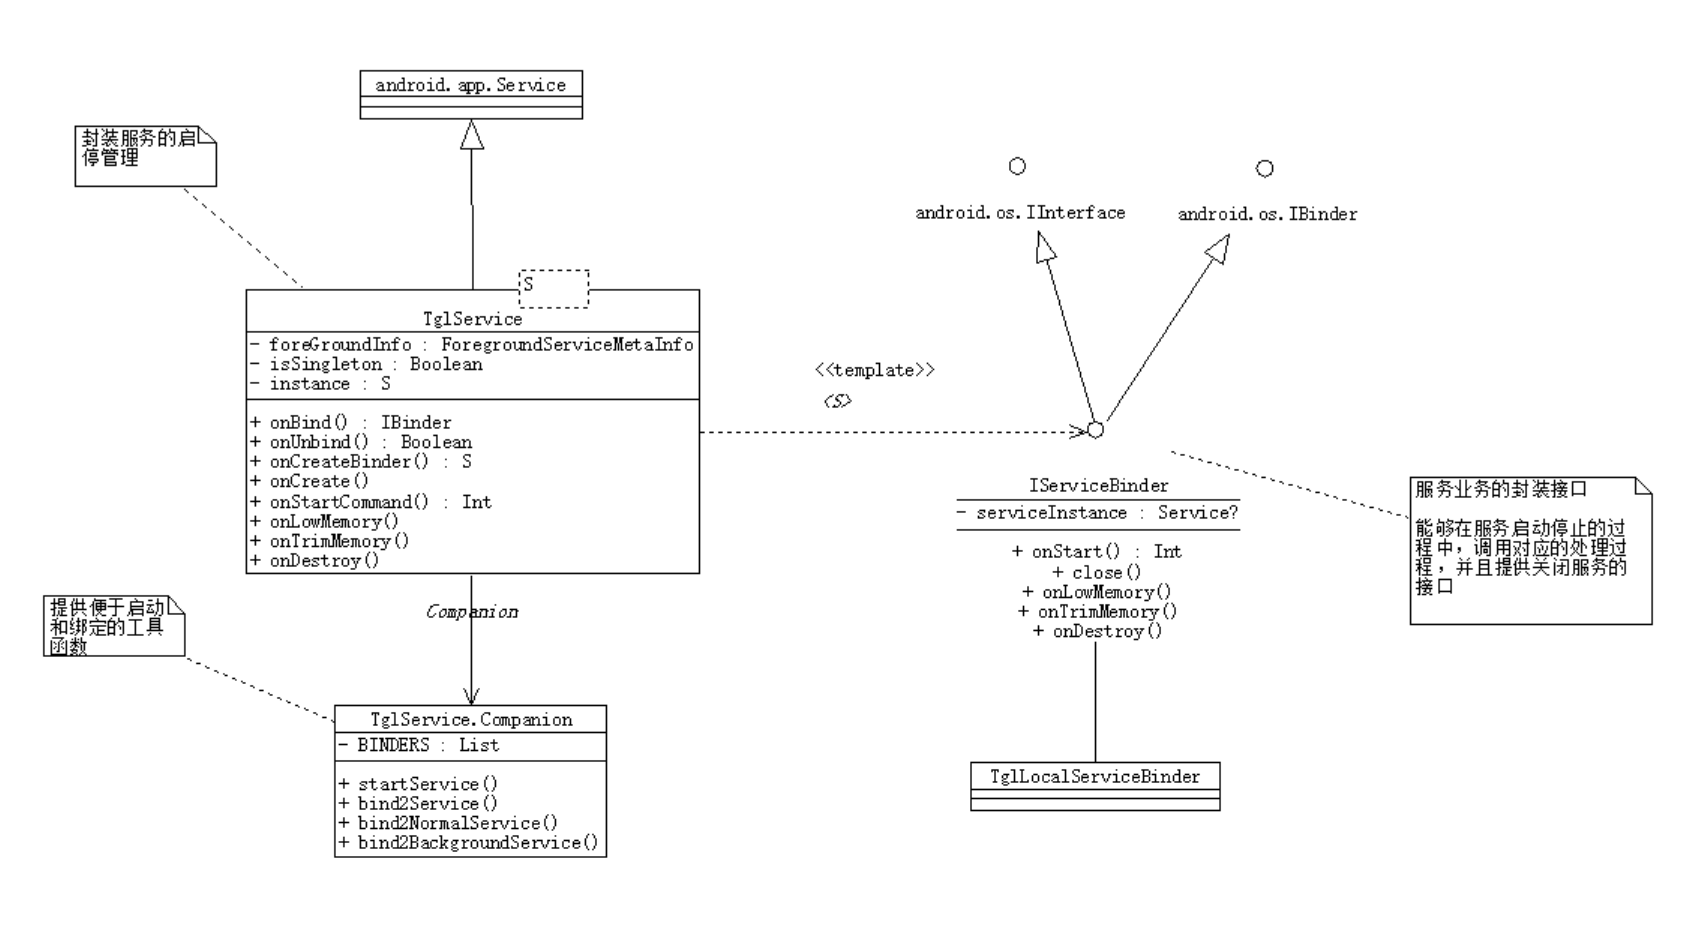 android.app.Service
封装服务的启
停管理
android.os.IInterface
android.os.IBinder
S
TglService
- foreGroundInfo : ForegroundServiceMetaInfo
- isSingleton : Boolean
- instance : S
+ onBind() : IBinder
+ onUnbind() : Boolean
+ onCreateBinder() : S
+ onCreate()
+ onStartCommand() : Int
+ onLowMemory()
+ onTrimMemory()
+ onDestroy()
<<template>>
<S>
IServiceBinder
- serviceInstance : Service?
+ onStart() : Int
+ close()
+ onLowMemory()
+ onTrimMemory()
+ onDestroy()
服务业务的封装接口
能够在服务启动停止的过
程中，调用对应的处理过
程，并且提供关闭服务的
接口
提供便于启动
和绑定的工具
函数
Companion
TglService.Companion
- BINDERS : List
+ startService()
+ bind2Service()
+ bind2NormalService()
+ bind2BackgroundService()
TglLocalServiceBinder